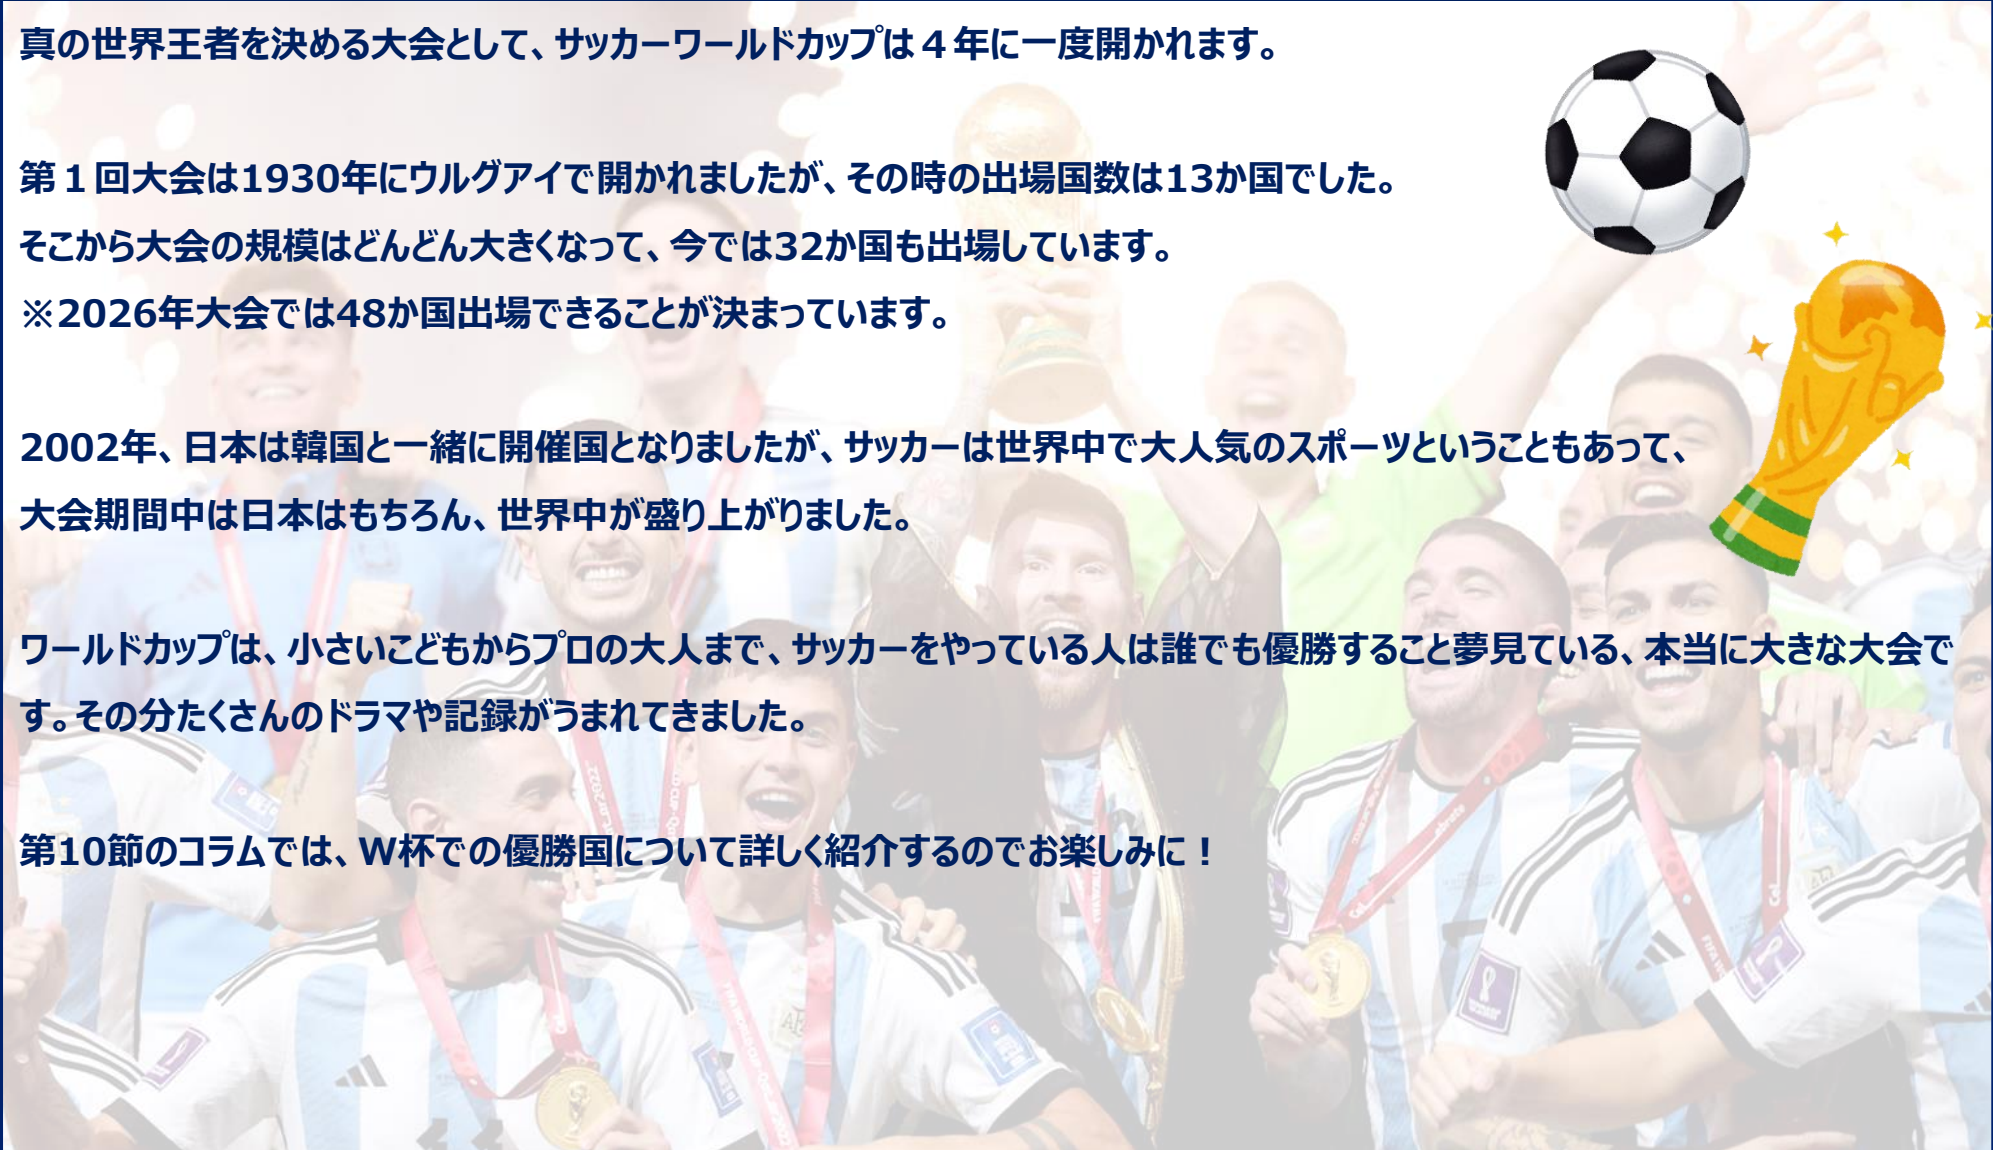 真の世界王者を決める大会として、サッカーワールドカップは４年に一度開かれます。
第１回大会は1930年にウルグアイで開かれましたが、その時の出場国数は13か国でした。
そこから大会の規模はどんどん大きくなって、今では32か国も出場しています。
※2026年大会では48か国出場できることが決まっています。
2002年、日本は韓国と一緒に開催国となりましたが、サッカーは世界中で大人気のスポーツということもあって、
大会期間中は日本はもちろん、世界中が盛り上がりました。
ワールドカップは、小さいこどもからプロの大人まで、サッカーをやっている人は誰でも優勝すること夢見ている、本当に大きな大会で
す。その分たくさんのドラマや記録がうまれてきました。
第10節のコラムでは、W杯での優勝国について詳しく紹介するのでお楽しみに！